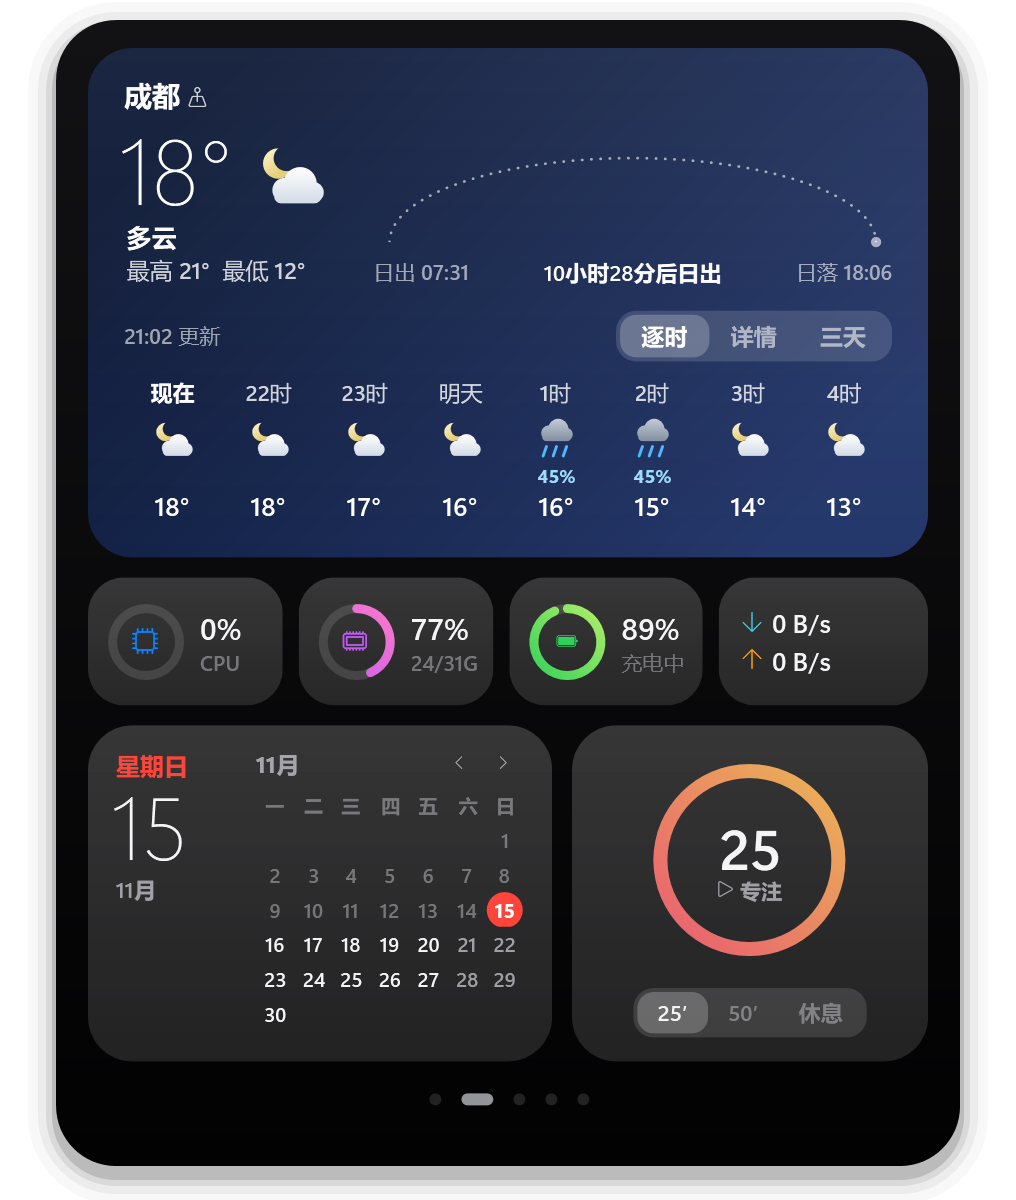 成都
18°
多云
最高 21° 最低 12°
日出 07:31 10小时28分后日出 日落 18:06
21:02 更新
逐时 详情 三天
现在 22时 23时 明天 1时 2时 3时 4时
45% 45%
18° 18° 17° 16° 16° 15° 14° 13°
0%
CPU
77%
24/31G
89%
充电中
0 B/s
0 B/s
星期日
15
11月
11月
一 二 三 四 五 六 日
1
2 3 4 5 6 7 8
9 10 11 12 13 14 15
16 17 18 19 20 21 22
23 24 25 26 27 28 29
30
25
专注
25′ 50′ 休息